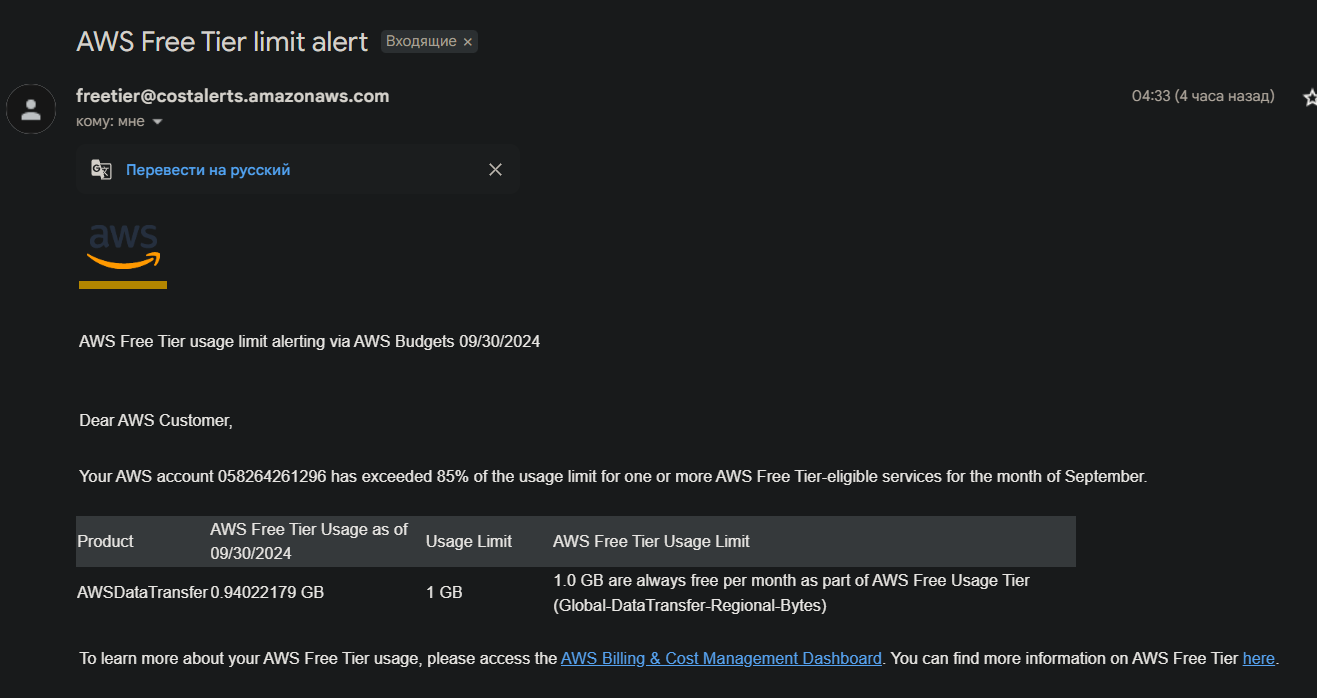 AWS Free Tier limit alert Входящие ×
freetier@costalerts.amazonaws.com 04:33 (4 часа назад)
кому: мне
Перевести на русский
aws
AWS Free Tier usage limit alerting via AWS Budgets 09/30/2024
Dear AWS Customer,
Your AWS account 058264261296 has exceeded 85% of the usage limit for one or more AWS Free Tier-eligible services for the month of September.
Product AWS Free Tier Usage as of 09/30/2024 Usage Limit AWS Free Tier Usage Limit
AWSDataTransfer 0.94022179 GB 1 GB 1.0 GB are always free per month as part of AWS Free Usage Tier
(Global-DataTransfer-Regional-Bytes)
To learn more about your AWS Free Tier usage, please access the AWS Billing & Cost Management Dashboard. You can find more information on AWS Free Tier here.